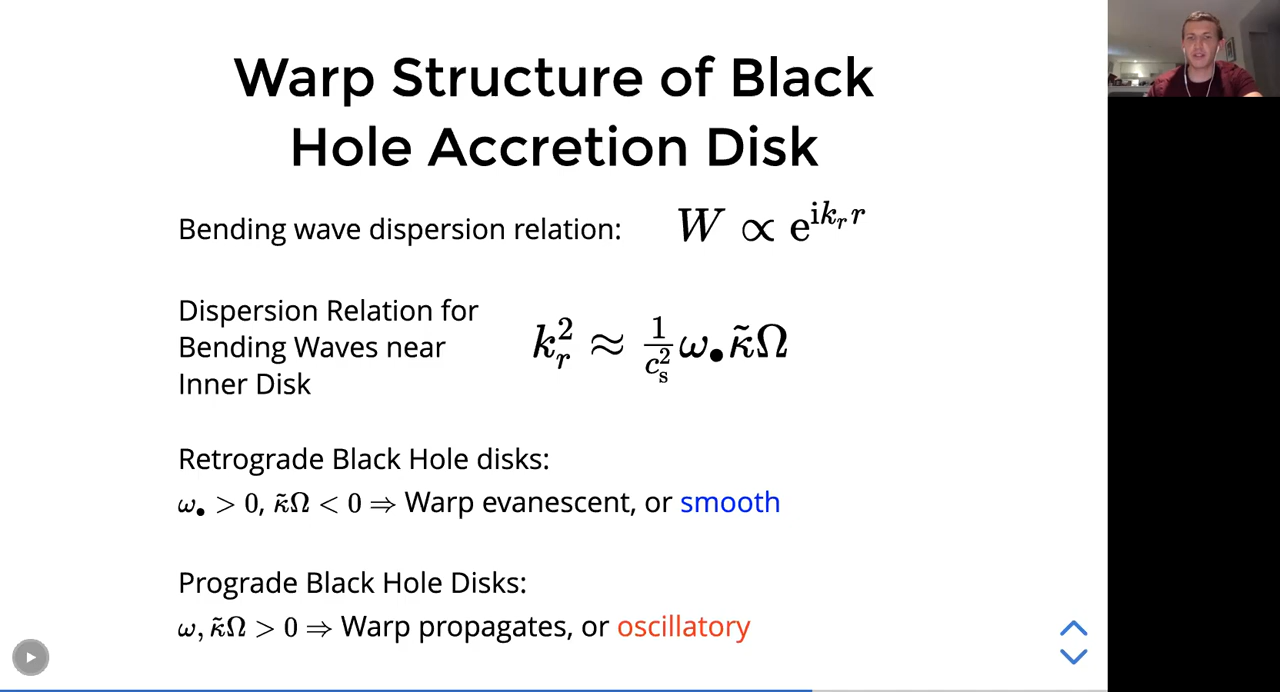 Warp Structure of Black
Hole Accretion Disk
Bending wave dispersion relation: W ∝ e^{ik_r r}
Dispersion Relation for
Bending Waves near
Inner Disk
k_r^2 ≈ \frac{1}{c_s^2} ω_• κ̃Ω
Retrograde Black Hole disks:
ω_• > 0, κ̃Ω < 0 ⇒ Warp evanescent, or smooth
Prograde Black Hole Disks:
ω, κ̃Ω > 0 ⇒ Warp propagates, or oscillatory